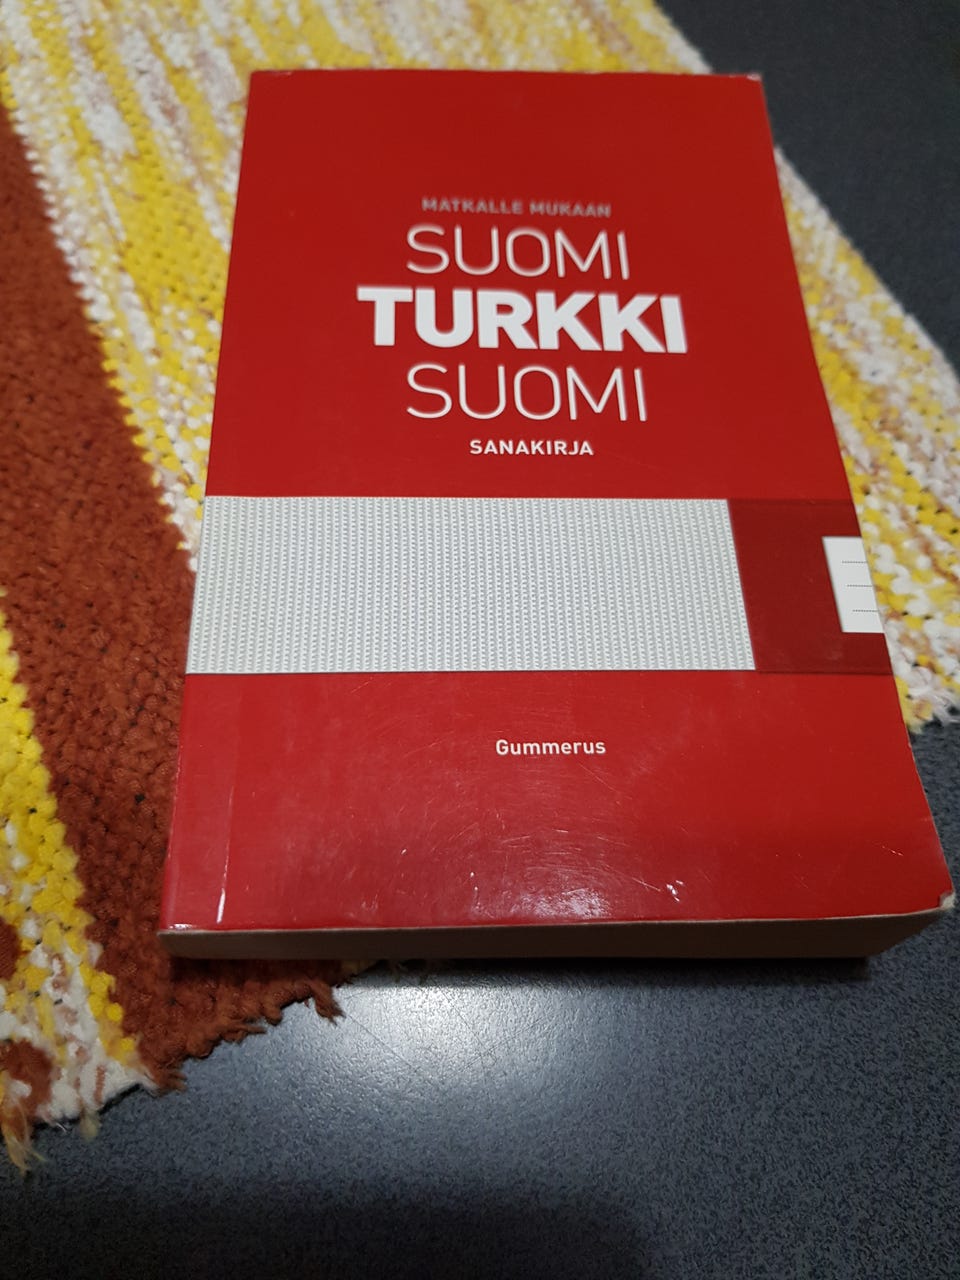 MATKALLE MUKAAN
SUOMI
TURKKI
SUOMI
SANAKIRJA
Gummerus